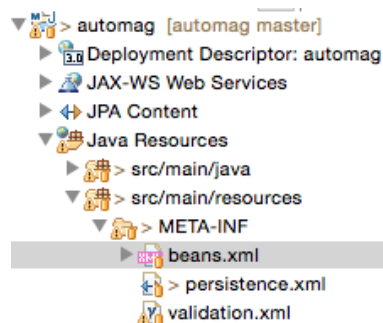 > automag [automag master]
Deployment Descriptor: automag
JAX-WS Web Services
JPA Content
Java Resources
> src/main/java
> src/main/resources
> META-INF
beans.xml
> persistence.xml
validation.xml